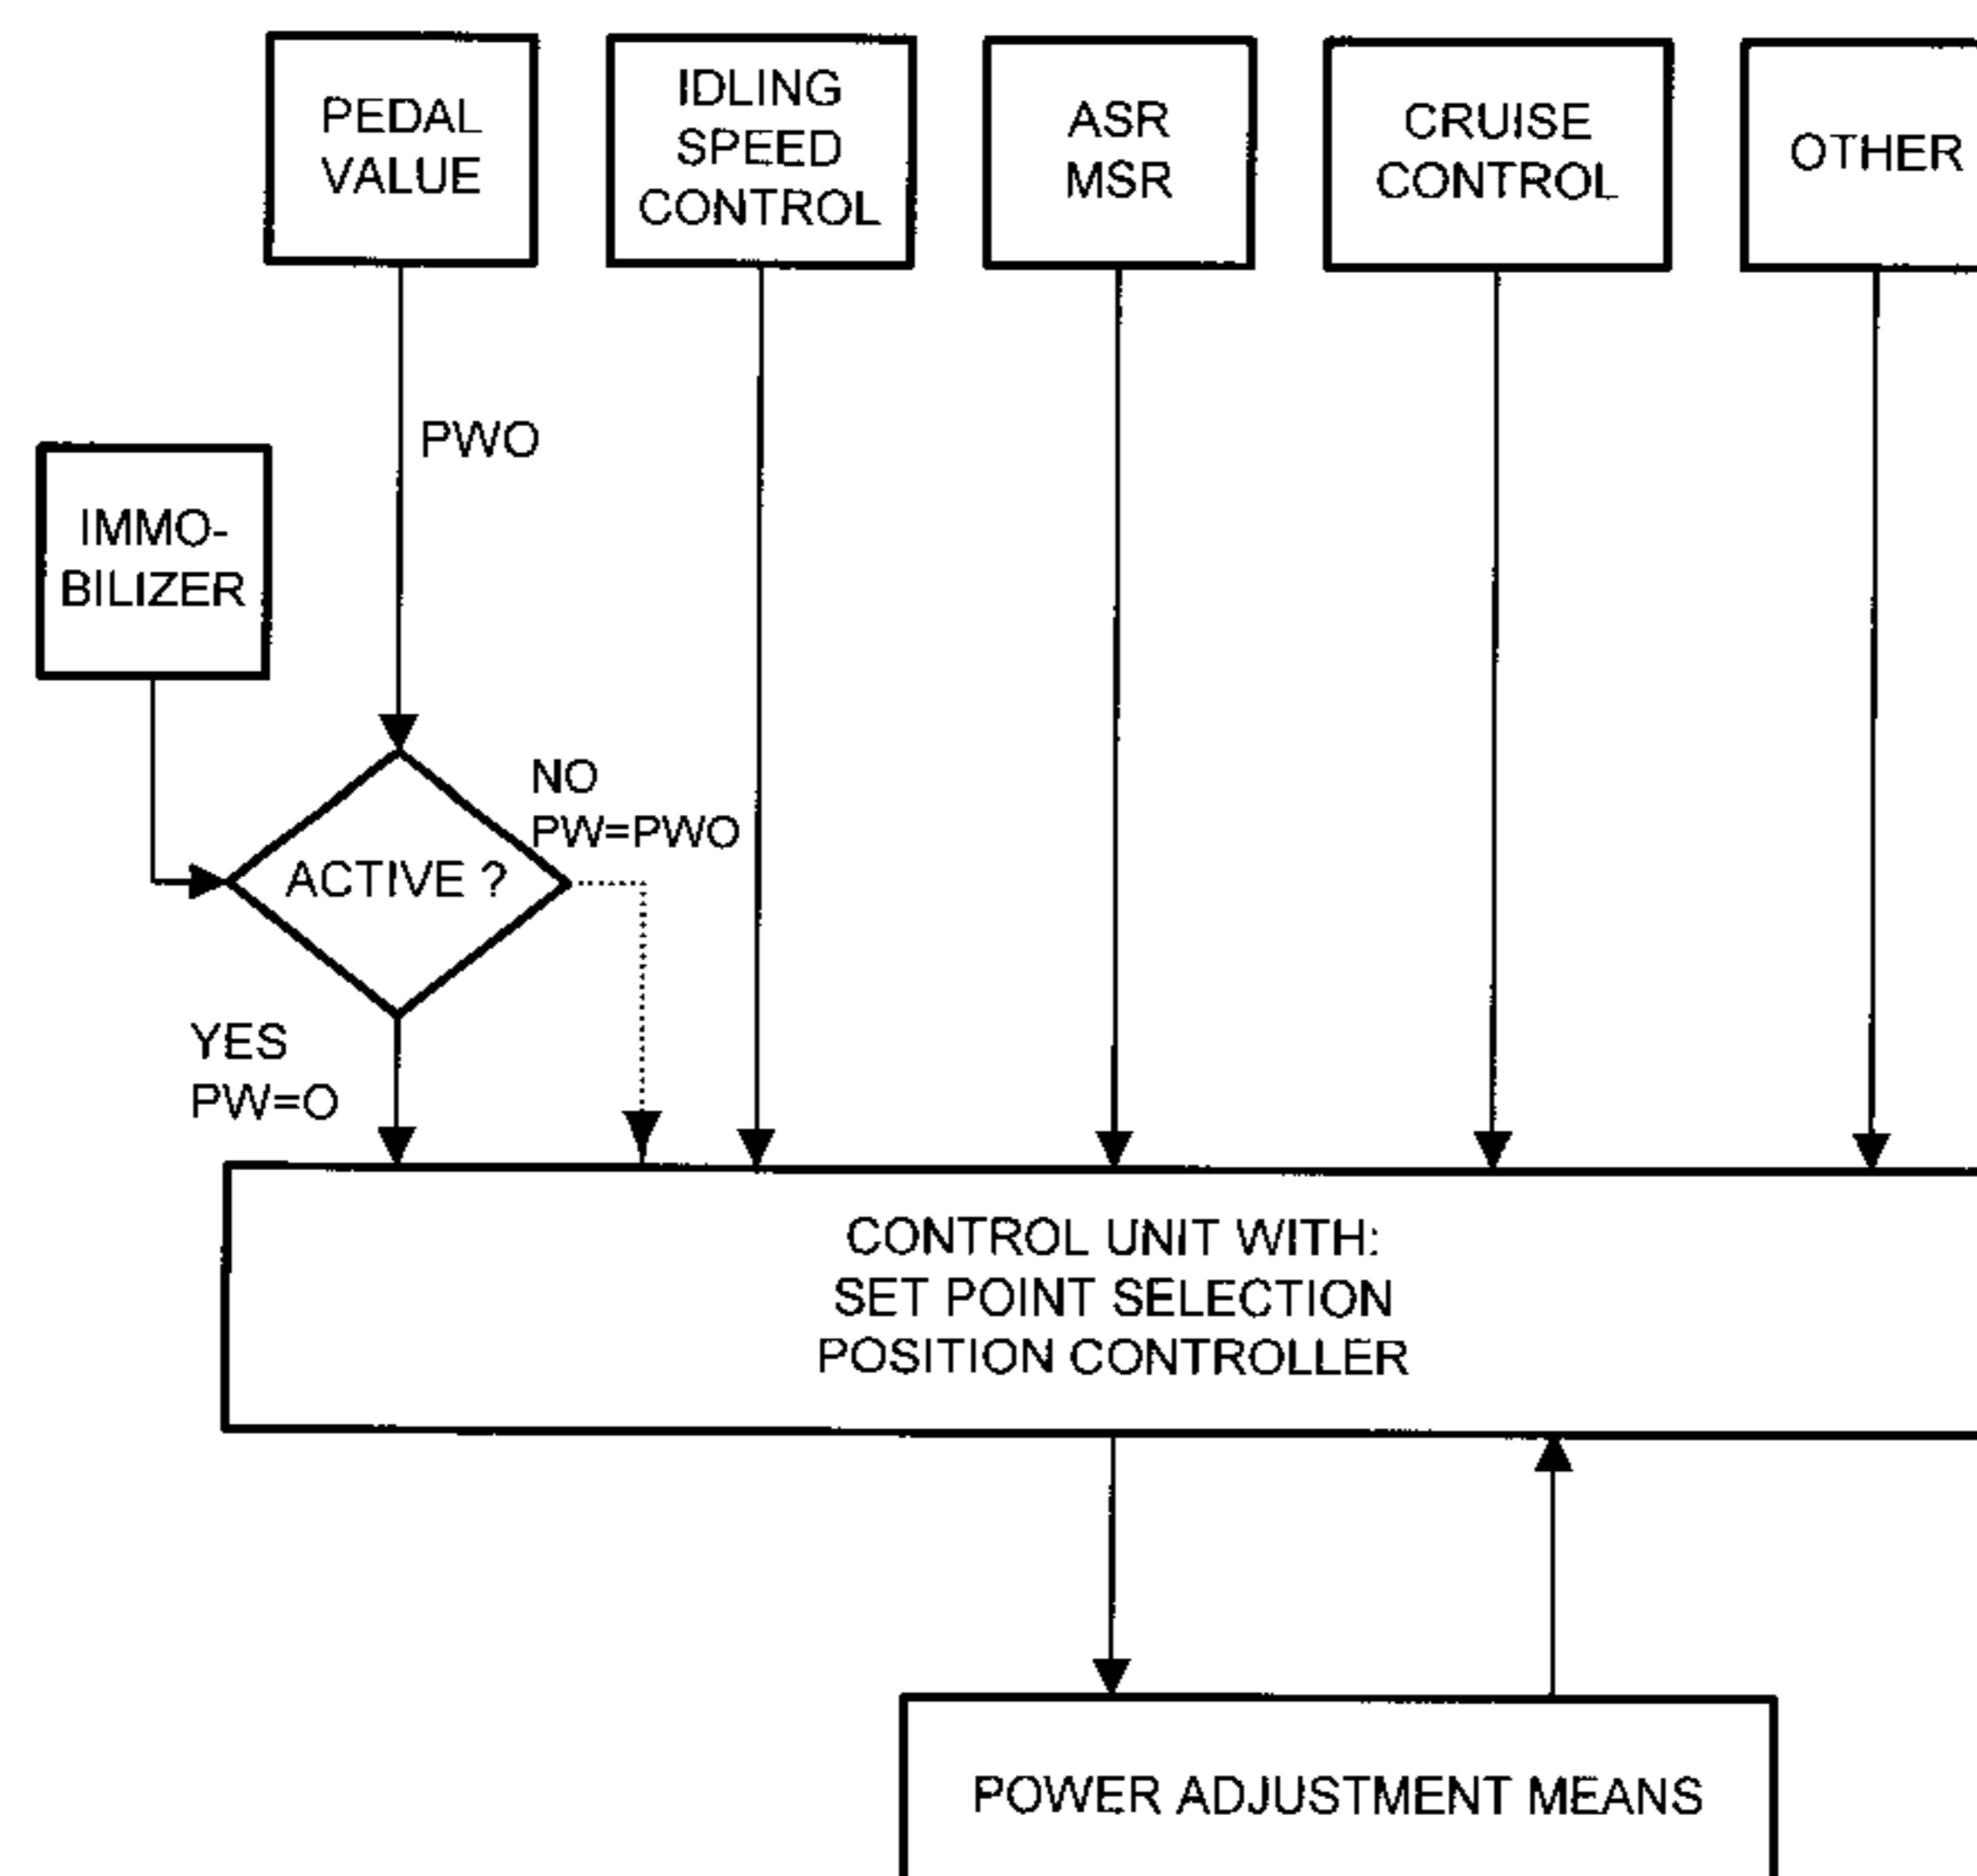 PEDAL
VALUE
IDLING
SPEED
CONTROL
ASR
MSR
CRUISE
CONTROL
OTHER
PWO
IMMO-
BILIZER
NO
PW=PWO
ACTIVE ?
YES
PW=O
CONTROL UNIT WITH:
SET POINT SELECTION
POSITION CONTROLLER
POWER ADJUSTMENT MEANS